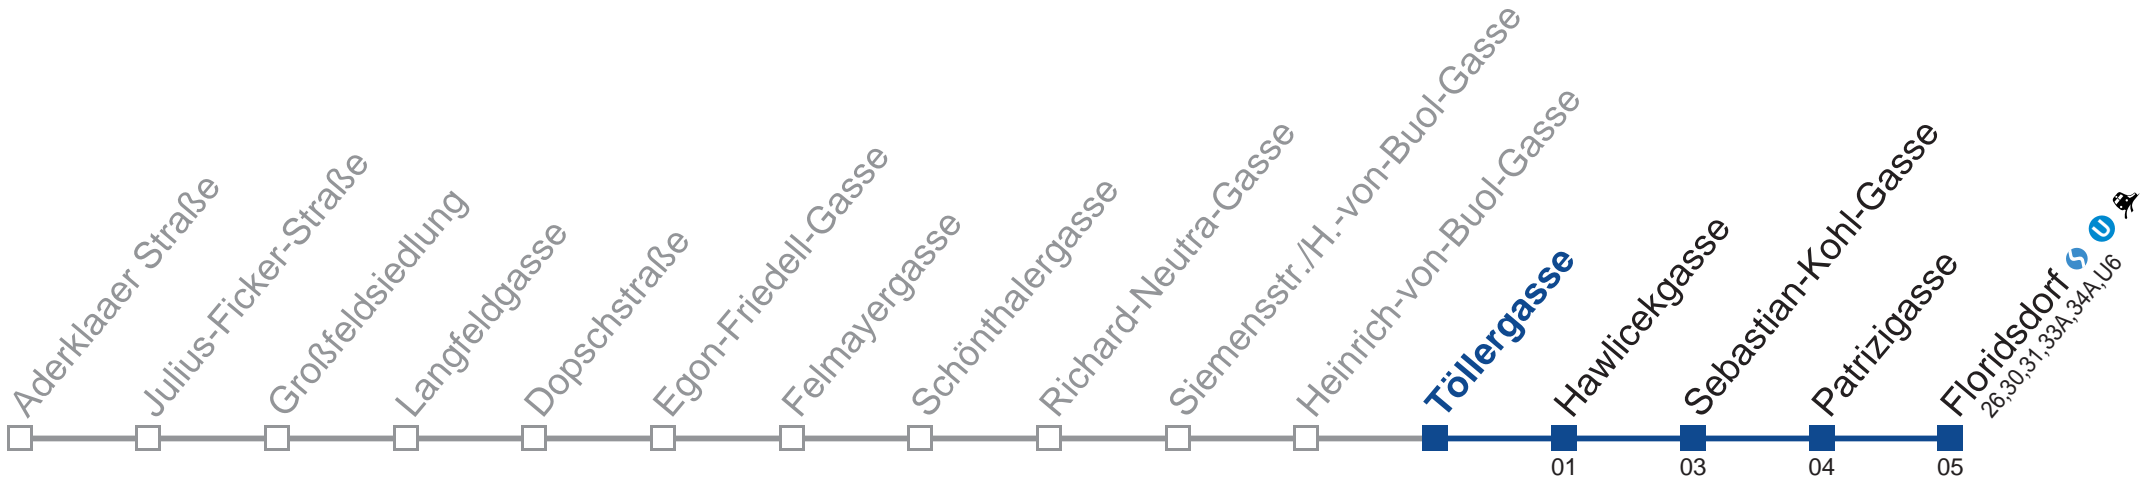 Aderklaaer Straße
Julius-Ficker-Straße
Großfeldsiedlung
Langfeldgasse
Dopschstraße
Egon-Friedell-Gasse
Felmayergasse
Schönthalergasse
Richard-Neutra-Gasse
Siemensstr./H.-von-Buol-Gasse
Heinrich-von-Buol-Gasse
Töllergasse
Hawlicekgasse
Sebastian-Kohl-Gasse
Patrizigasse
Floridsdorf S U
26,30,31,33A,34A,U6
01
03
04
05